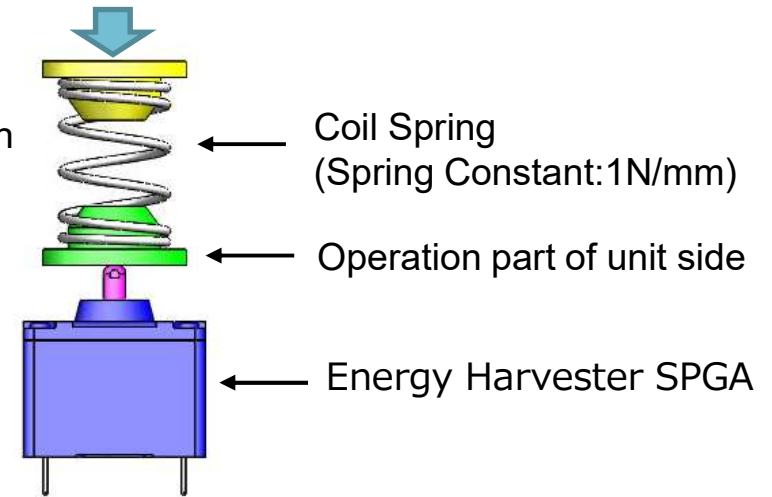 n
Coil Spring
(Spring Constant:1N/mm)
Operation part of unit side
Energy Harvester SPGA